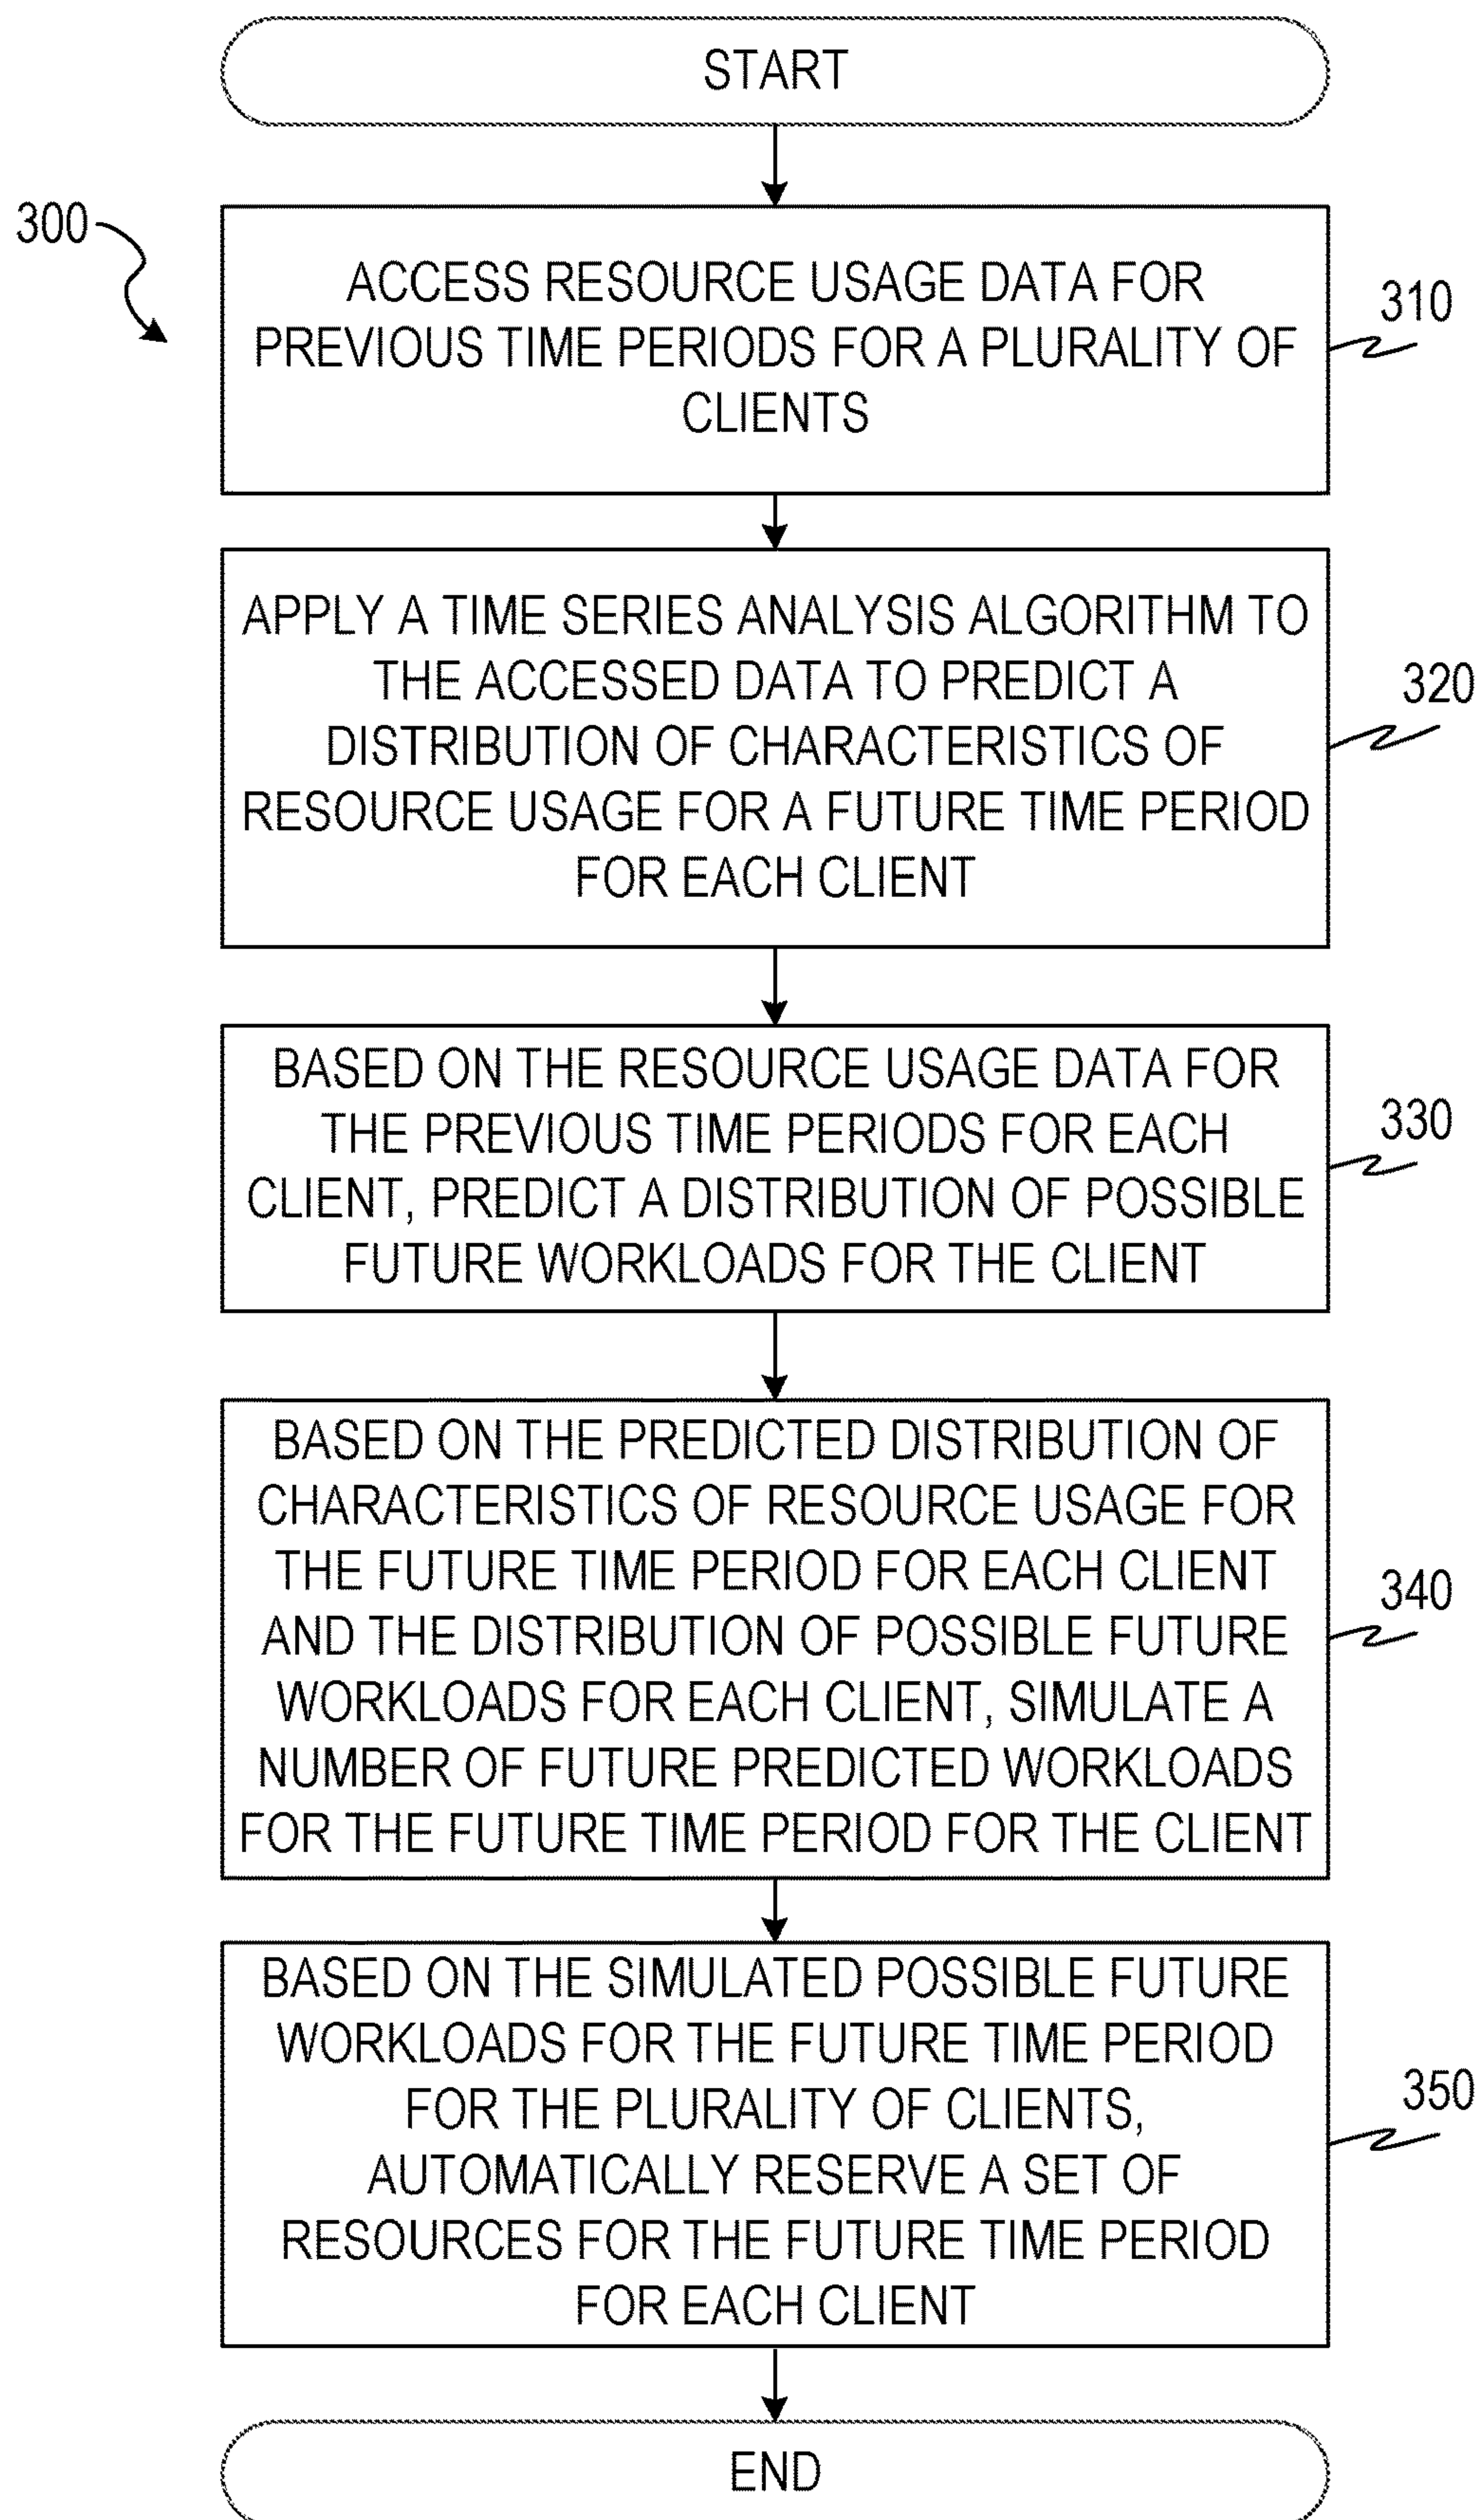 START
300
ACCESS RESOURCE USAGE DATA FOR
PREVIOUS TIME PERIODS FOR A PLURALITY OF
CLIENTS
310
APPLY A TIME SERIES ANALYSIS ALGORITHM TO
THE ACCESSED DATA TO PREDICT A
DISTRIBUTION OF CHARACTERISTICS OF
RESOURCE USAGE FOR A FUTURE TIME PERIOD
FOR EACH CLIENT
320
BASED ON THE RESOURCE USAGE DATA FOR
THE PREVIOUS TIME PERIODS FOR EACH
CLIENT, PREDICT A DISTRIBUTION OF POSSIBLE
FUTURE WORKLOADS FOR THE CLIENT
330
BASED ON THE PREDICTED DISTRIBUTION OF
CHARACTERISTICS OF RESOURCE USAGE FOR
THE FUTURE TIME PERIOD FOR EACH CLIENT
AND THE DISTRIBUTION OF POSSIBLE FUTURE
WORKLOADS FOR EACH CLIENT, SIMULATE A
NUMBER OF FUTURE PREDICTED WORKLOADS
FOR THE FUTURE TIME PERIOD FOR THE CLIENT
340
BASED ON THE SIMULATED POSSIBLE FUTURE
WORKLOADS FOR THE FUTURE TIME PERIOD
FOR THE PLURALITY OF CLIENTS,
AUTOMATICALLY RESERVE A SET OF
RESOURCES FOR THE FUTURE TIME PERIOD
FOR EACH CLIENT
350
END